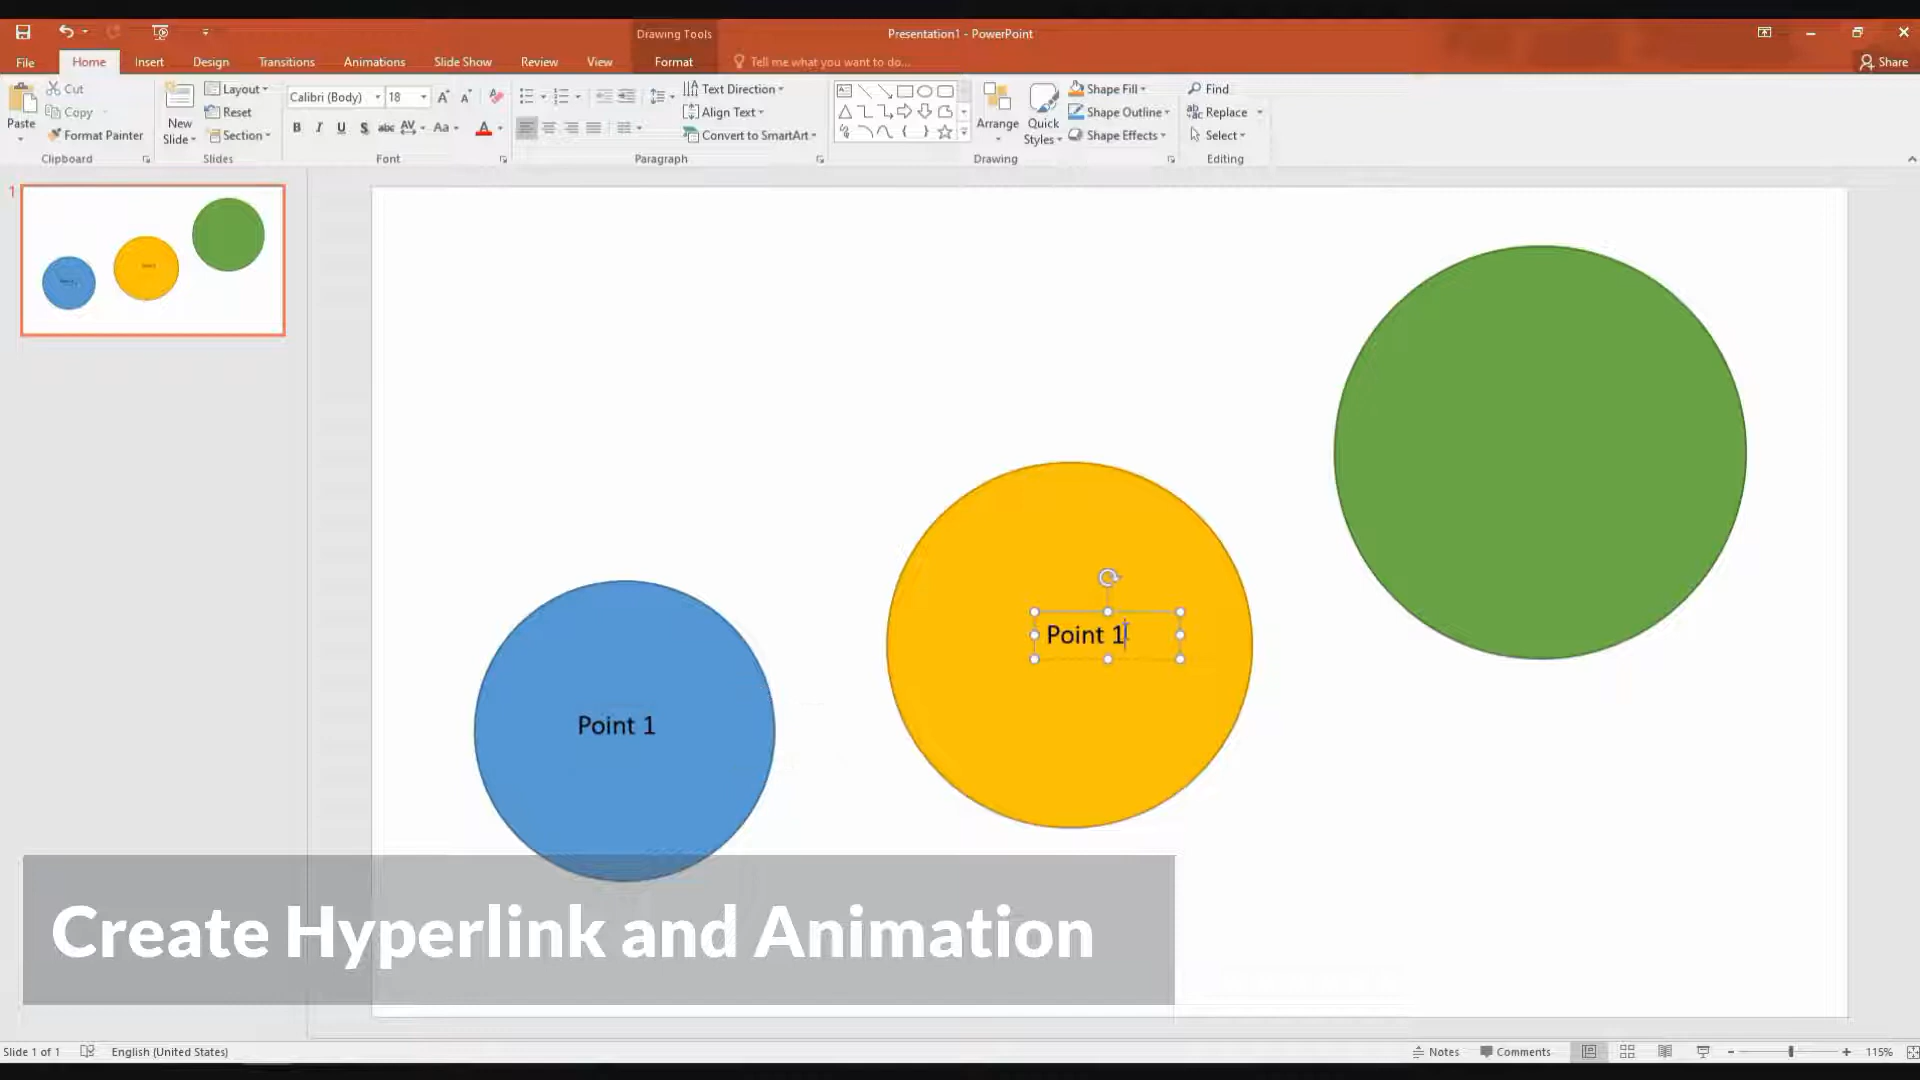 Drawing Tools
Presentation1 - PowerPoint
File Home Insert Design Transitions Animations Slide Show Review View Format Tell me what you want to do... Share
Paste
Cut
Copy
Format Painter
Clipboard
New Slide
Layout
Reset
Section
Slides
Calibri (Body) 18
B I U S abc AV Aa A
Font
Text Direction
Align Text
Convert to SmartArt
Paragraph
Arrange
Quick Styles
Shape Fill
Shape Outline
Shape Effects
Drawing
Find
Replace
Select
Editing
1
Point 1
Point 1
Create Hyperlink and Animation
Slide 1 of 1 English (United States) Notes Comments 115%